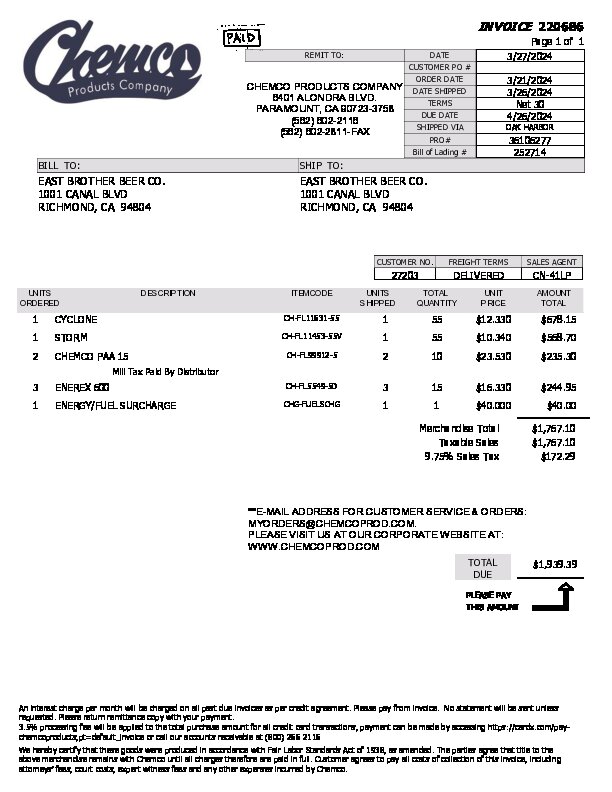 Chemco
Products Company
PAID
INVOICE 220686
Page 1 of 1
REMIT TO:
CHEMCO PRODUCTS COMPANY
6401 ALONDRA BLVD.
PARAMOUNT, CA 90723-3758
(562) 602-2116
(562) 602-2811-FAX
DATE 3/27/2024
CUSTOMER PO #
ORDER DATE 3/21/2024
DATE SHIPPED 3/26/2024
TERMS Net 30
DUE DATE 4/26/2024
SHIPPED VIA OAK HARBOR
PRO# 36106277
Bill of Lading # 252714
BILL TO: SHIP TO:
EAST BROTHER BEER CO. EAST BROTHER BEER CO.
1001 CANAL BLVD 1001 CANAL BLVD
RICHMOND, CA 94804 RICHMOND, CA 94804
CUSTOMER NO. FREIGHT TERMS SALES AGENT
27203 DELIVERED CN-41LP
UNITS ORDERED DESCRIPTION ITEMCODE UNITS SHIPPED TOTAL QUANTITY UNIT PRICE AMOUNT TOTAL
1 CYCLONE CH-FL11631-55 1 55 $12.330 $678.15
1 STORM CH-FL11453-55V 1 55 $10.340 $568.70
2 CHEMCO PAA 15 2 10 $23.530 $235.30
Mill Tax Paid By Distributor
3 ENEREX 600 CH-FL5549-5D 3 15 $16.330 $244.95
1 ENERGY/FUEL SURCHARGE CHG-FUELSCHG 1 1 $40.000 $40.00
Merchandise Total $1,767.10
Taxable Sales $1,767.10
9.75% Sales Tax $172.29
**E-MAIL ADDRESS FOR CUSTOMER SERVICE & ORDERS:
MYORDERS@CHEMCOPROD.COM.
PLEASE VISIT US AT OUR CORPORATE WEBSITE AT:
WWW.CHEMCOPROD.COM
TOTAL DUE $1,939.39
PLEASE PAY
THIS AMOUNT
An interest charge per month will be charged on all past due invoices as per credit agreement. Please pay from invoice. No statement will be sent unless
requested. Please return remittance copy with your payment.
3.5% processing fee will be applied to the total purchase amount for all credit card transactions, payment can be made by accessing https://cardx.com/pay-
chemcoproducts,pt=default_invoice or call our accounts receivable at (800) 266 2116
We hereby certify that these goods were produced in accordance with Fair Labor Standards Act of 1938, as amended. The parties agree that title to the
above merchandise remains with Chemco until all charges therefore are paid in full. Customer agrees to pay all costs of collection of this invoice, including
attorneys' fees, court costs, expert witness fees and any other expenses incurred by Chemco.